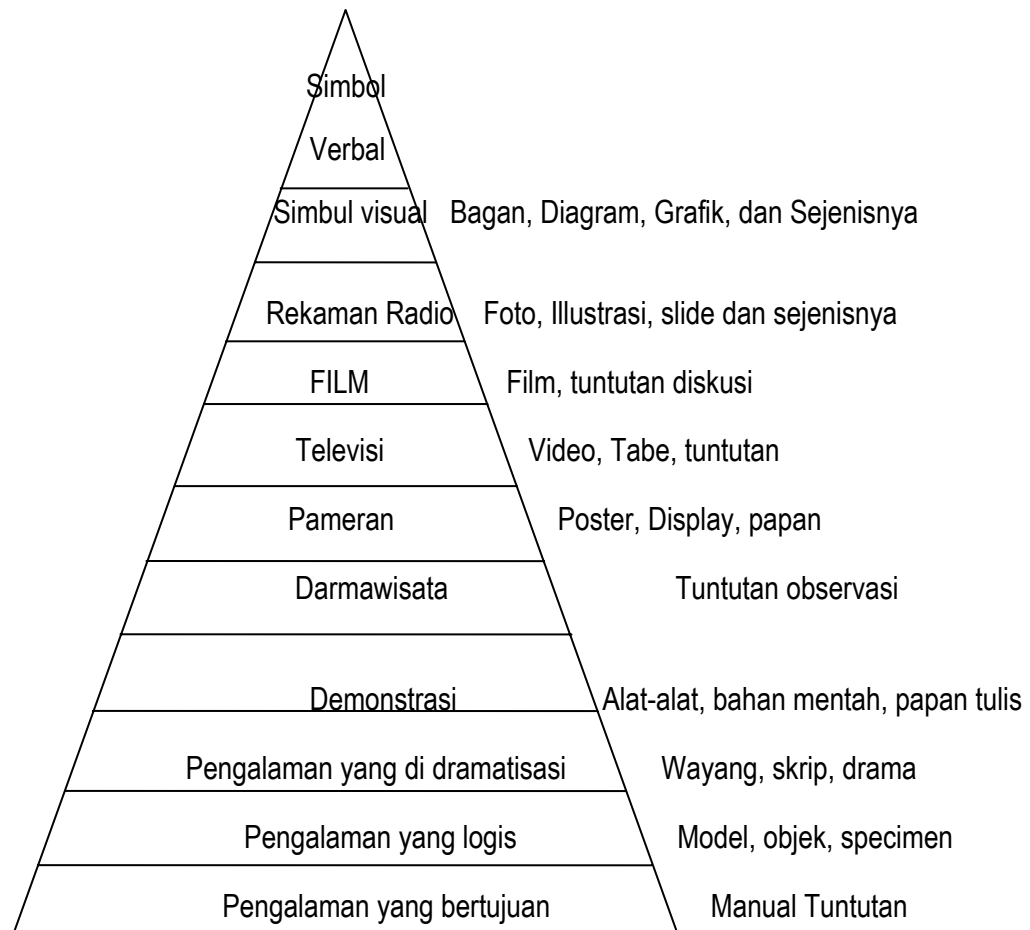 Simbol
Verbal
Simbul visual Bagan, Diagram, Grafik, dan Sejenisnya
Rekaman Radio Foto, Illustrasi, slide dan sejenisnya
FILM Film, tuntutan diskusi
Televisi Video, Tabe, tuntutan
Pameran Poster, Display, papan
Darmawisata Tuntutan observasi
Demonstrasi Alat-alat, bahan mentah, papan tulis
Pengalaman yang di dramatisasi Wayang, skrip, drama
Pengalaman yang logis Model, objek, specimen
Pengalaman yang bertujuan Manual Tuntutan